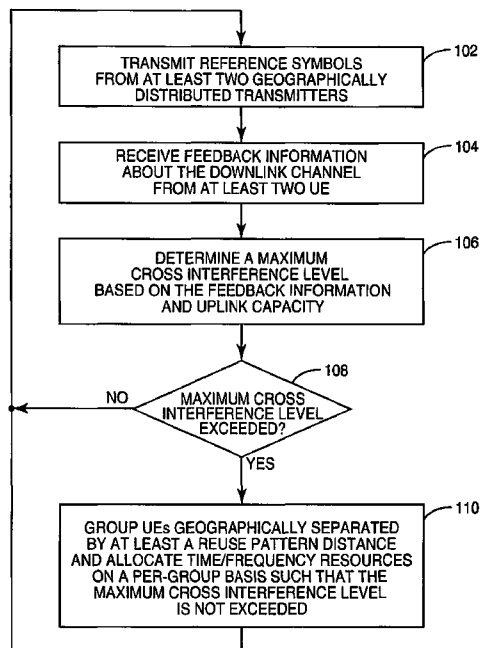 102
TRANSMIT REFERENCE SYMBOLS
FROM AT LEAST TWO GEOGRAPHICALLY
DISTRIBUTED TRANSMITTERS
104
RECEIVE FEEDBACK INFORMATION
ABOUT THE DOWNLINK CHANNEL
FROM AT LEAST TWO UE
106
DETERMINE A MAXIMUM
CROSS INTERFERENCE LEVEL
BASED ON THE FEEDBACK INFORMATION
AND UPLINK CAPACITY
108
NO
MAXIMUM CROSS
INTERFERENCE LEVEL
EXCEEDED?
YES
110
GROUP UEs GEOGRAPHICALLY SEPARATED
BY AT LEAST A REUSE PATTERN DISTANCE
AND ALLOCATE TIME/FREQUENCY RESOURCES
ON A PER-GROUP BASIS SUCH THAT THE
MAXIMUM CROSS INTERFERENCE LEVEL
IS NOT EXCEEDED